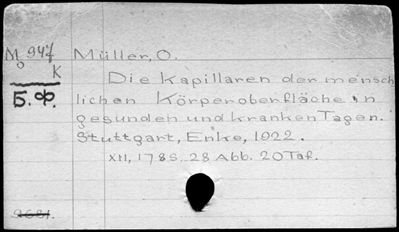 Mo 947
K
Б. Ф.
Müller, O.
Die Kapillaren der mensch
lichen Körperoberfläche in
gesunden und kranken Tagen.
Stuttgart, Enke, 1922.
XII, 178 S. 28 Abb. 20 Taf.